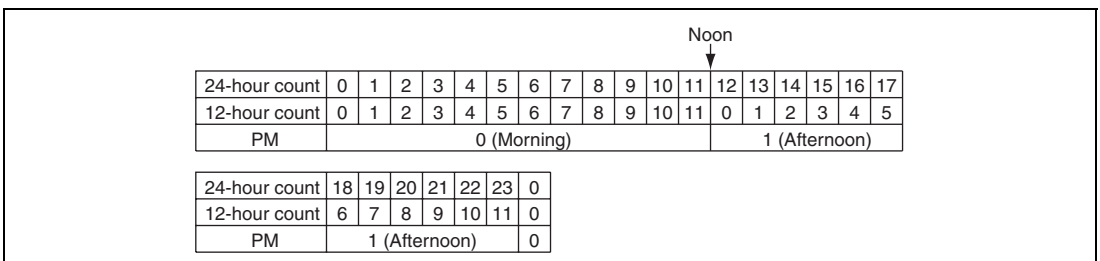 Noon
24-hour count 0 1 2 3 4 5 6 7 8 9 10 11 12 13 14 15 16 17
12-hour count 0 1 2 3 4 5 6 7 8 9 10 11 0 1 2 3 4 5
PM 0 (Morning) 1 (Afternoon)
24-hour count 18 19 20 21 22 23 0
12-hour count 6 7 8 9 10 11 0
PM 1 (Afternoon) 0